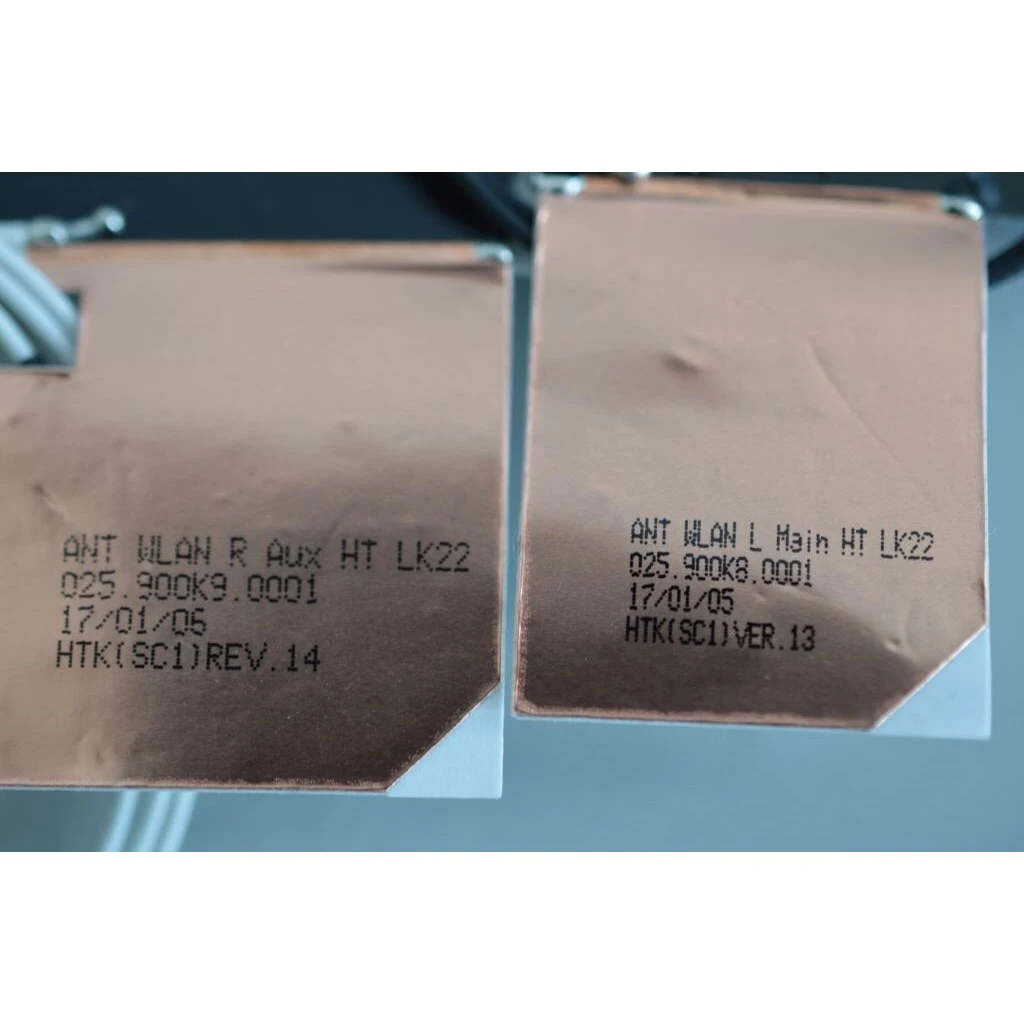 ANT WLAN R Aux HT LK22
025.900K9.0001
17/01/06
HTK(SC1)REV.14
ANT WLAN L Main HT LK22
025.900K8.0001
17/01/05
HTK(SC1)VER.13